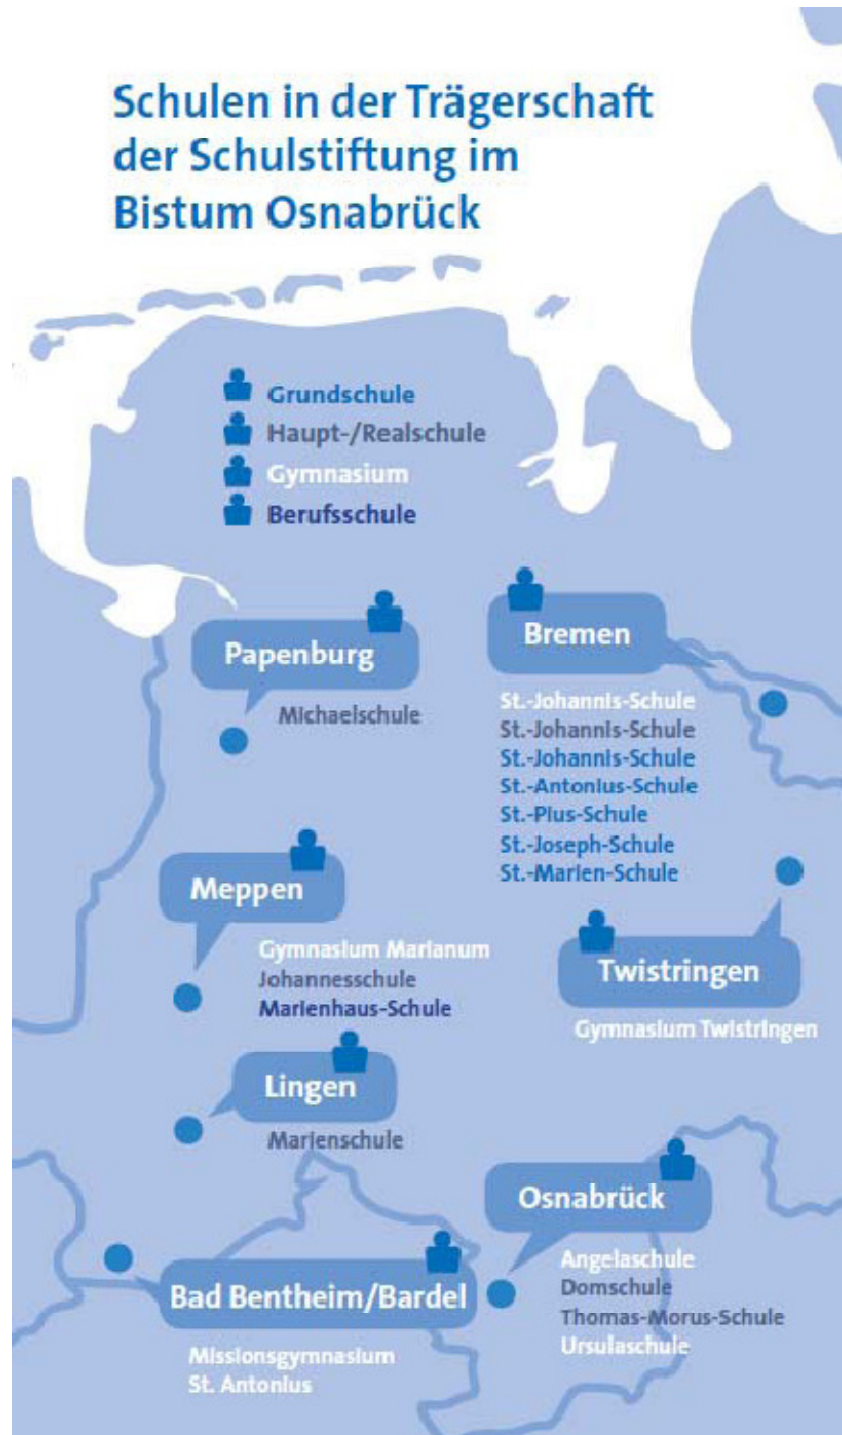 Schulen in der Trägerschaft
der Schulstiftung im
Bistum Osnabrück
Grundschule
Haupt-/Realschule
Gymnasium
Berufsschule
Papenburg
Michaelschule
Bremen
St.-Johannis-Schule
St.-Johannis-Schule
St.-Johannis-Schule
St.-Antonius-Schule
St.-Pius-Schule
St.-Joseph-Schule
St.-Marien-Schule
Meppen
Gymnasium Marianum
Johannesschule
Marienhaus-Schule
Twistringen
Gymnasium Twistringen
Lingen
Marienschule
Osnabrück
Angelaschule
Domschule
Thomas-Morus-Schule
Ursulaschule
Bad Bentheim/Bardel
Missionsgymnasium
St. Antonius